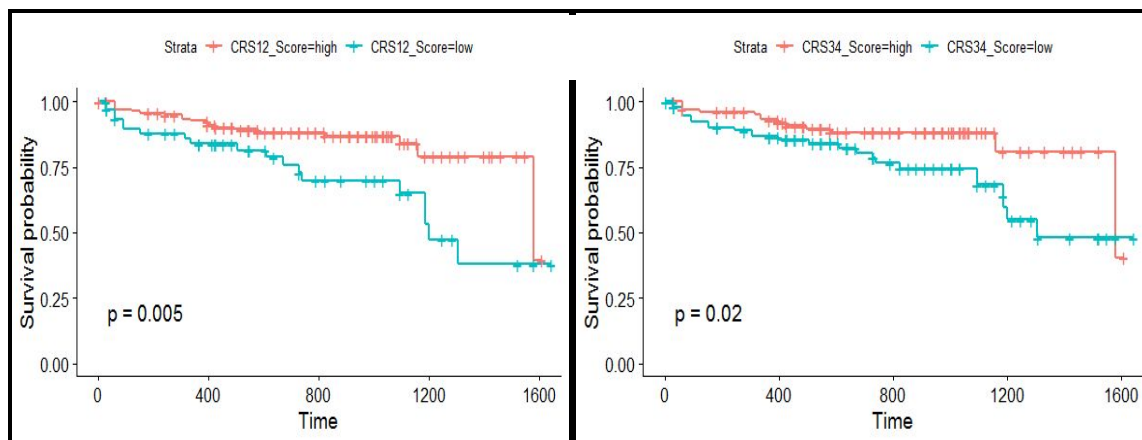 Strata CRS12_Score=high CRS12_Score=low
Survival probability
1.00
0.75
0.50
0.25
0.00
p = 0.005
0 400 800 1200 1600
Time
Strata CRS34_Score=high CRS34_Score=low
Survival probability
1.00
0.75
0.50
0.25
0.00
p = 0.02
0 400 800 1200 1600
Time